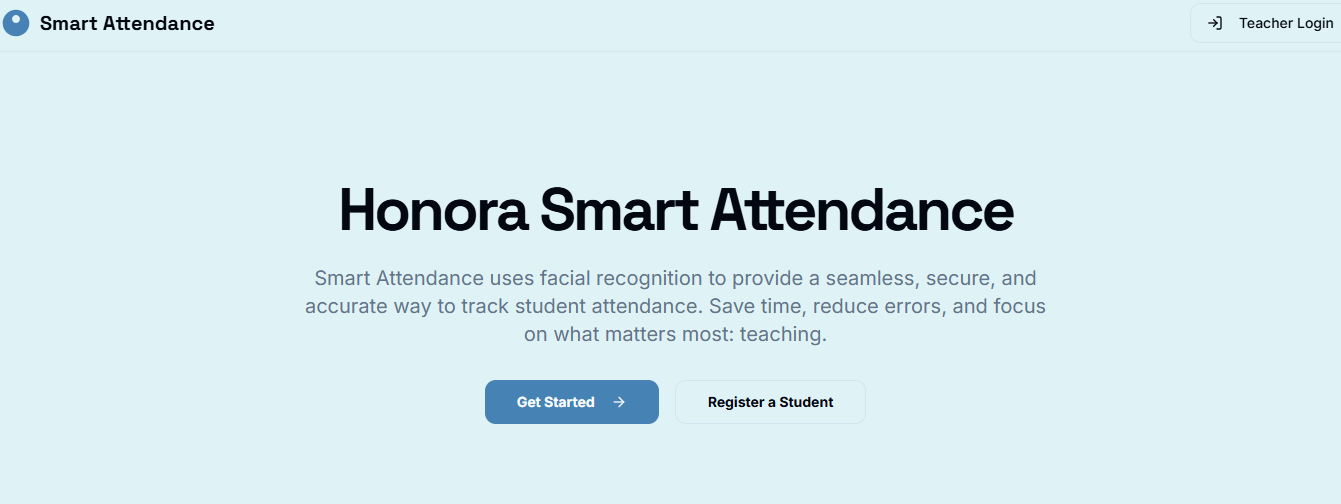 Smart Attendance
Teacher Login
Honora Smart Attendance
Smart Attendance uses facial recognition to provide a seamless, secure, and
accurate way to track student attendance. Save time, reduce errors, and focus
on what matters most: teaching.
Get Started
Register a Student